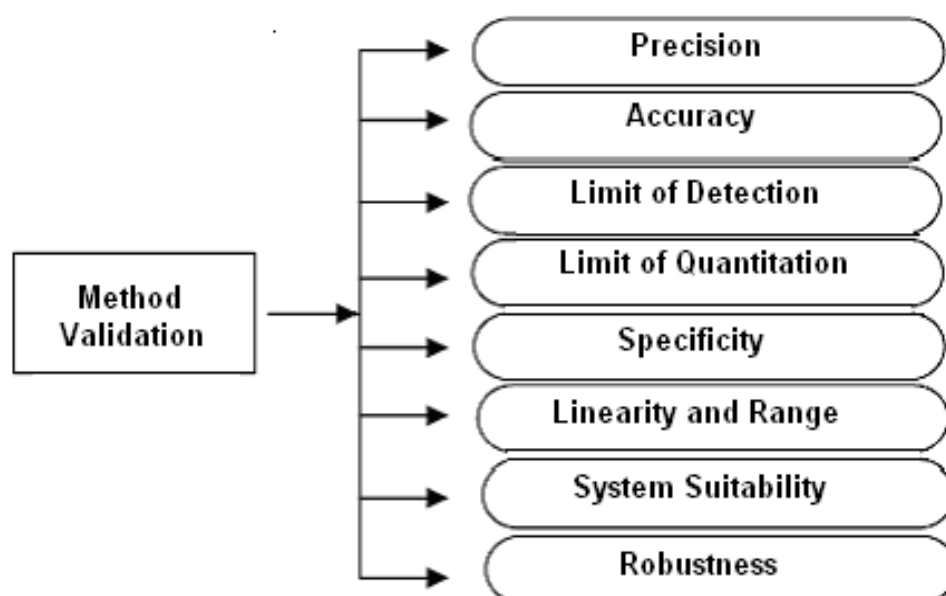 Precision
Accuracy
Limit of Detection
Limit of Quantitation
Method
Validation
Specificity
Linearity and Range
System Suitability
Robustness